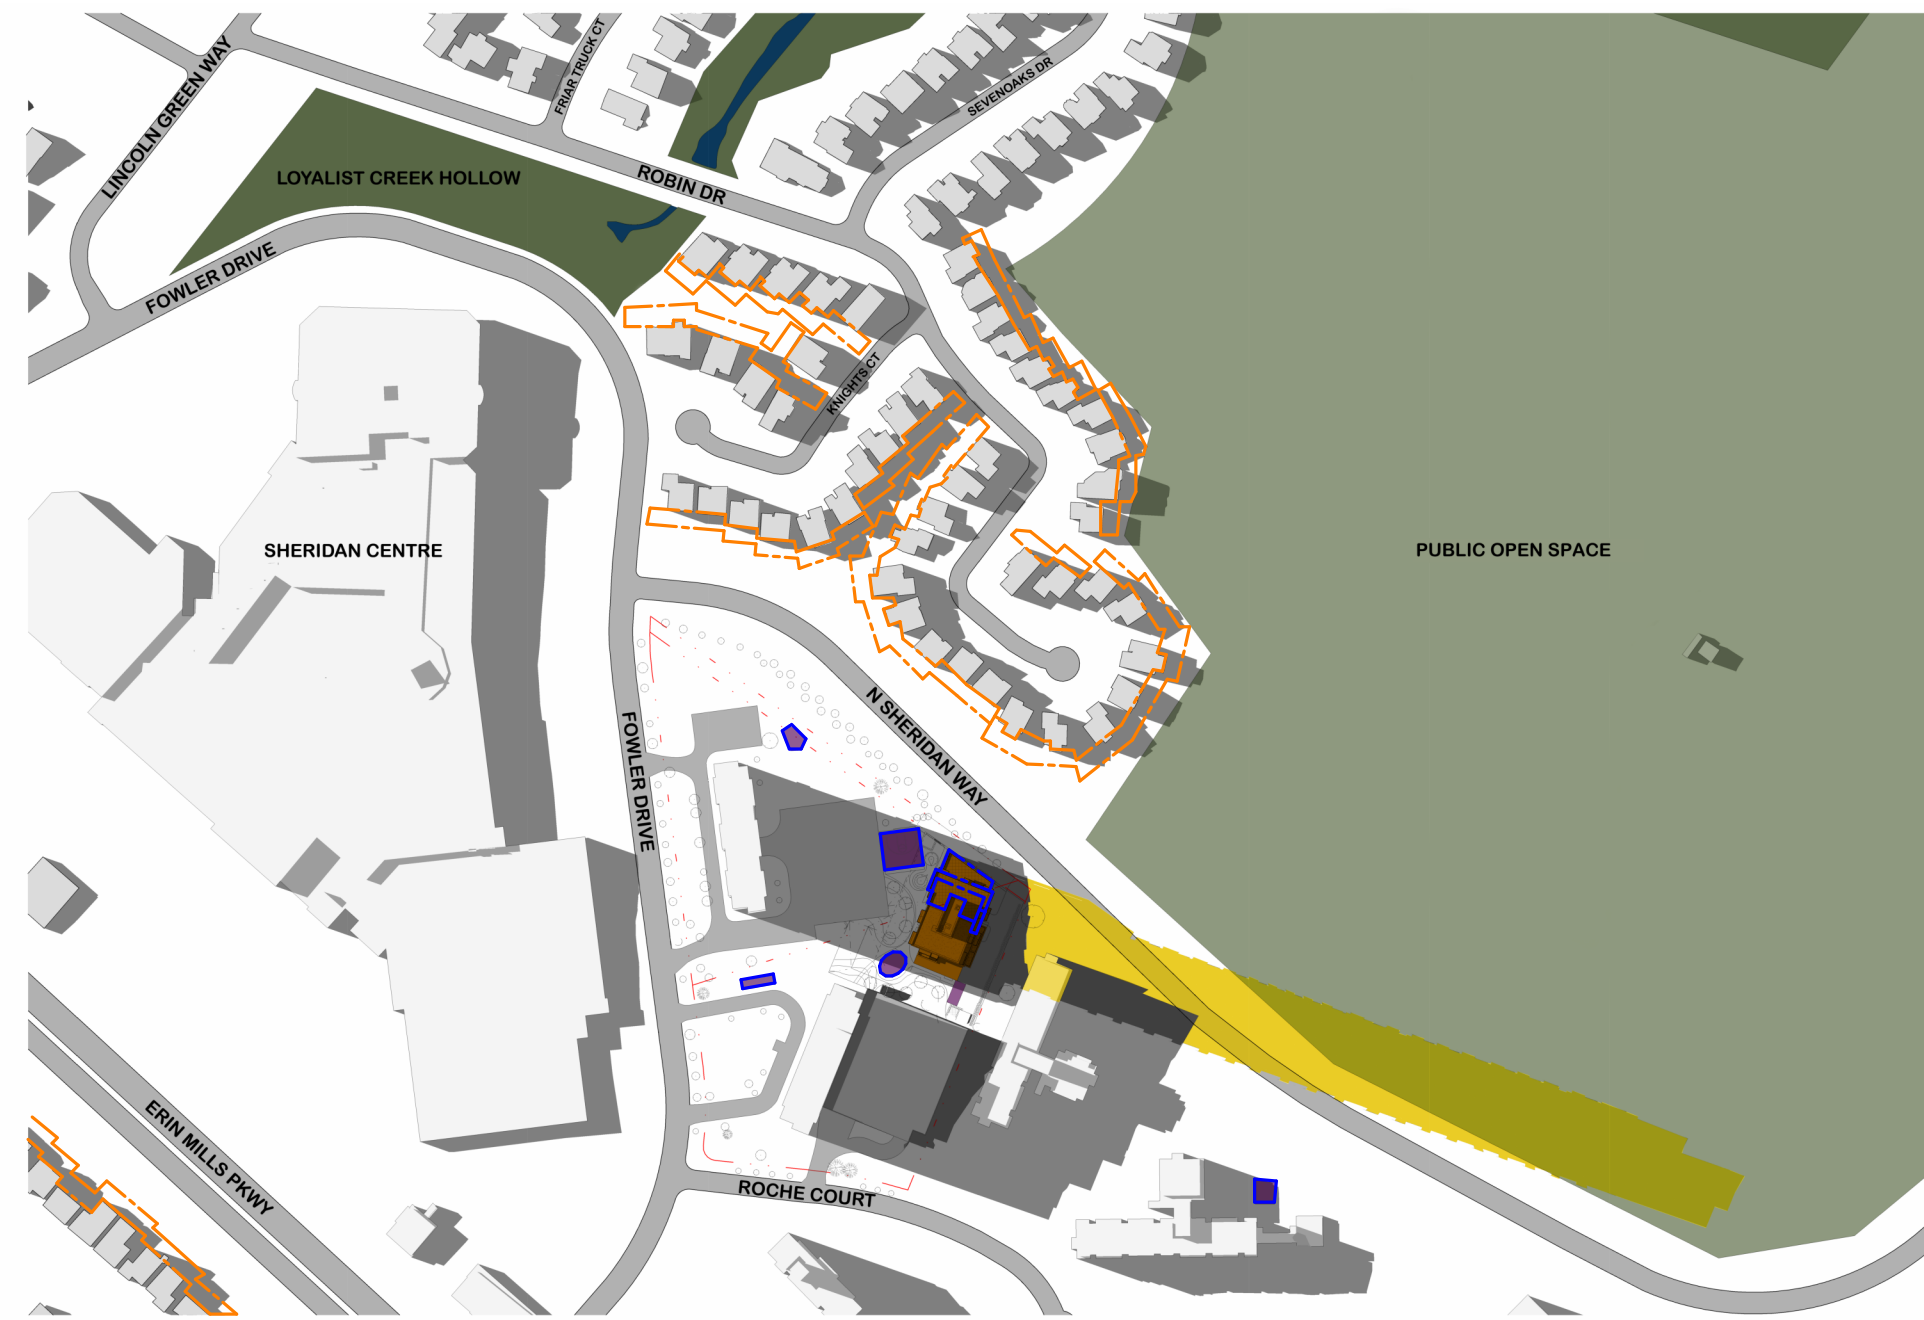 FRIAR TRUCK CT
LINCOLN GREEN WAY
SEVENOAKS DR
LOYALIST CREEK HOLLOW
ROBIN DR
FOWLER DRIVE
KNIGHTS CT
SHERIDAN CENTRE
PUBLIC OPEN SPACE
N SHERIDAN WAY
FOWLER DRIVE
ERIN MILLS PKWY
ROCHE COURT